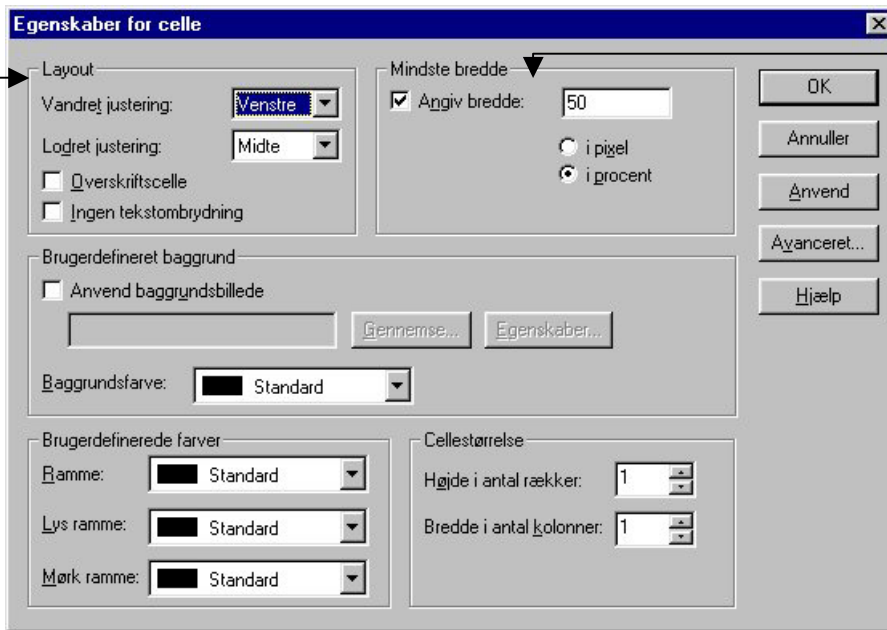 Egenskaber for celle
Layout
Vandret justering: Venstre
Lodret justering: Midte
Overskriftscelle
Ingen tekstombrydning
Mindste bredde
Angiv bredde: 50
i pixel
i procent
OK
Annuller
Anvend
Avanceret...
Hjælp
Brugerdefineret baggrund
Anvend baggrundsbillede
Gennemse... Egenskaber...
Baggrundsfarve: Standard
Brugerdefinerede farver
Ramme: Standard
Lys ramme: Standard
Mørk ramme: Standard
Cellestørrelse
Højde i antal rækker: 1
Bredde i antal kolonner: 1